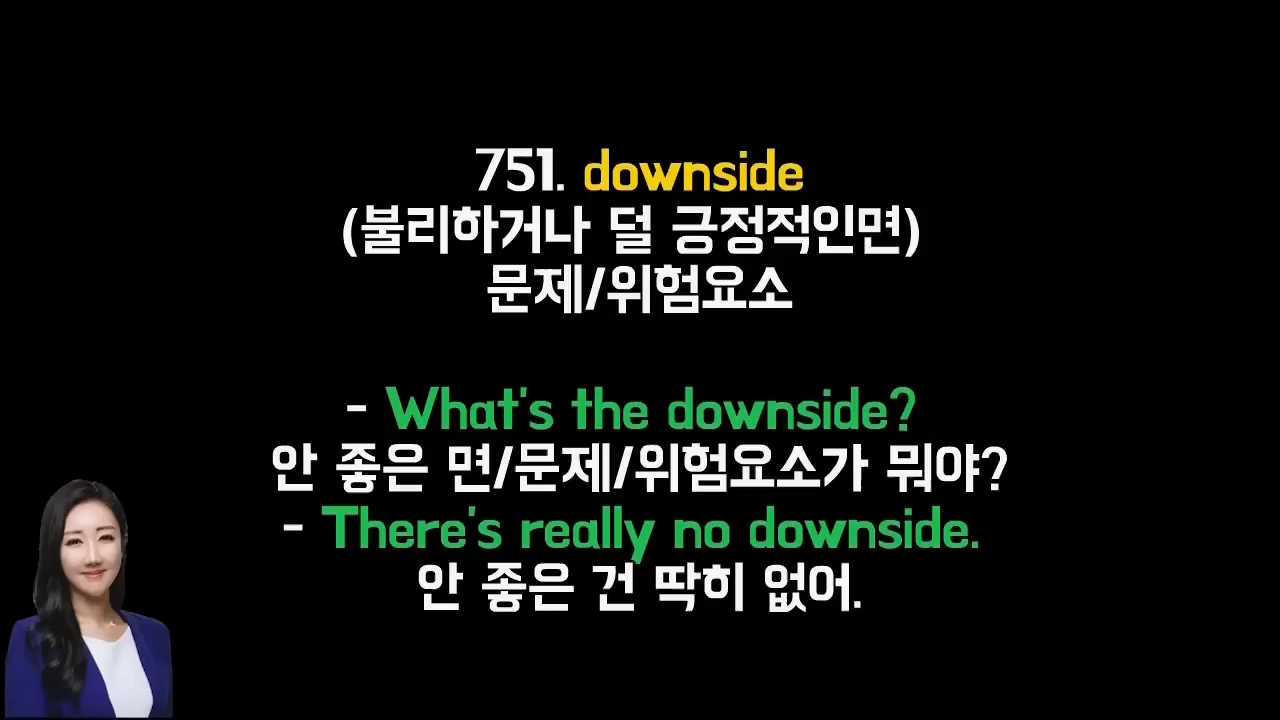 751. downside
(불리하거나 덜 긍정적인면)
문제/위험요소
- What's the downside?
안 좋은 면/문제/위험요소가 뭐야?
- There's really no downside.
안 좋은 건 딱히 없어.